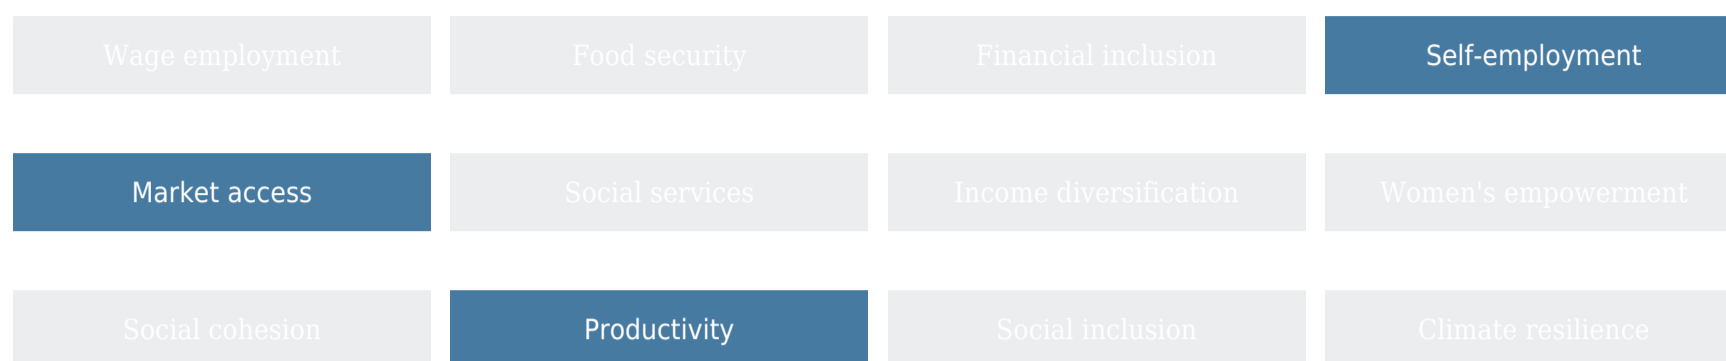 Wage employment Food security Financial inclusion Self-employment
Market access Social services Income diversification Women's empowerment
Social cohesion Productivity Social inclusion Climate resilience